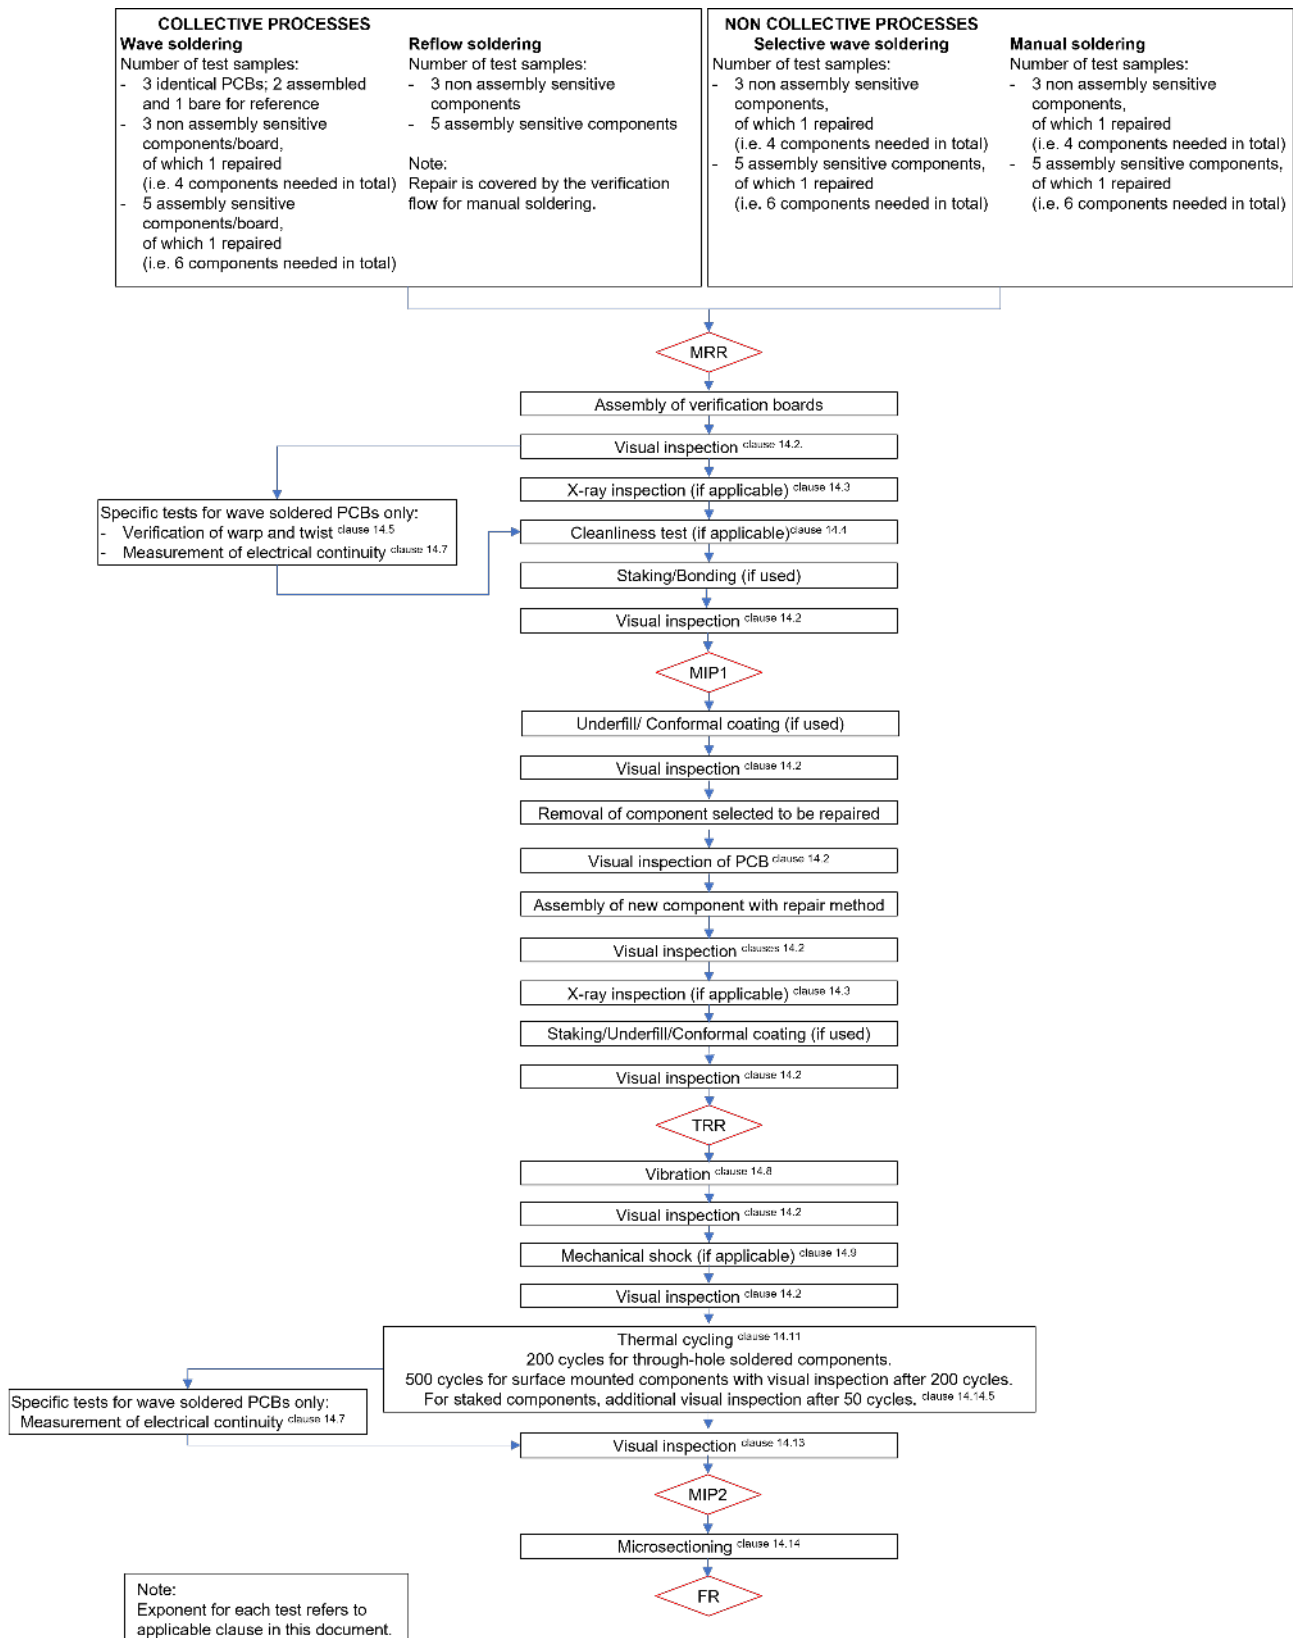 COLLECTIVE PROCESSES
Wave soldering
Number of test samples:
- 3 identical PCBs; 2 assembled
and 1 bare for reference
- 3 non assembly sensitive
components/board,
of which 1 repaired
(i.e. 4 components needed in total)
- 5 assembly sensitive
components/board,
of which 1 repaired
(i.e. 6 components needed in total)
Reflow soldering
Number of test samples:
- 3 non assembly sensitive
components
- 5 assembly sensitive components
Note:
Repair is covered by the verification
flow for manual soldering.
NON COLLECTIVE PROCESSES
Selective wave soldering
Number of test samples:
- 3 non assembly sensitive
components,
of which 1 repaired
(i.e. 4 components needed in total)
- 5 assembly sensitive components,
of which 1 repaired
(i.e. 6 components needed in total)
Manual soldering
Number of test samples:
- 3 non assembly sensitive
components,
of which 1 repaired
(i.e. 4 components needed in total)
- 5 assembly sensitive components,
of which 1 repaired
(i.e. 6 components needed in total)
MRR
Assembly of verification boards
Visual inspection clause 14.2.
X-ray inspection (if applicable) clause 14.3
Specific tests for wave soldered PCBs only:
- Verification of warp and twist clause 14.5
- Measurement of electrical continuity clause 14.7
Cleanliness test (if applicable) clause 14.4
Staking/Bonding (if used)
Visual inspection clause 14.2
MIP1
Underfill/ Conformal coating (if used)
Visual inspection clause 14.2
Removal of component selected to be repaired
Visual inspection of PCB clause 14.2
Assembly of new component with repair method
Visual inspection clauses 14.2
X-ray inspection (if applicable) clause 14.3
Staking/Underfill/Conformal coating (if used)
Visual inspection clause 14.2
TRR
Vibration clause 14.8
Visual inspection clause 14.2
Mechanical shock (if applicable) clause 14.9
Visual inspection clause 14.2
Thermal cycling clause 14.11
200 cycles for through-hole soldered components.
500 cycles for surface mounted components with visual inspection after 200 cycles.
For staked components, additional visual inspection after 50 cycles. clause 14.14.5
Specific tests for wave soldered PCBs only:
Measurement of electrical continuity clause 14.7
Visual inspection clause 14.13
MIP2
Microsectioning clause 14.14
FR
Note:
Exponent for each test refers to
applicable clause in this document.